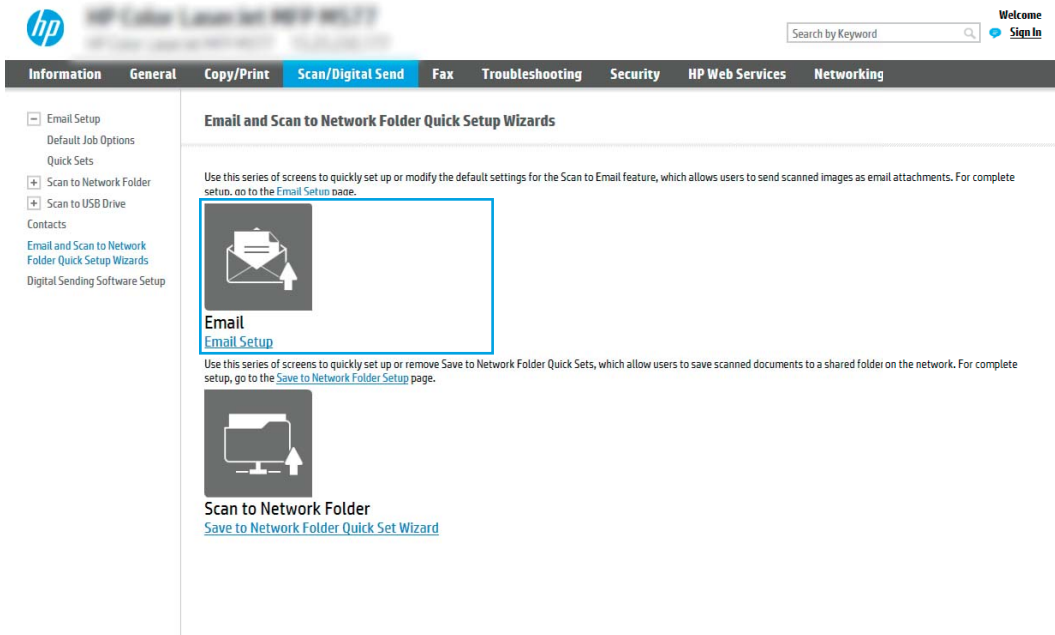 hp
Welcome
Search by Keyword
Sign In
Information General Copy/Print Scan/Digital Send Fax Troubleshooting Security HP Web Services Networking
Email Setup
Default Job Options
Quick Sets
Scan to Network Folder
Scan to USB Drive
Contacts
Email and Scan to Network
Folder Quick Setup Wizards
Digital Sending Software Setup
Email and Scan to Network Folder Quick Setup Wizards
Use this series of screens to quickly set up or modify the default settings for the Scan to Email feature, which allows users to send scanned images as email attachments. For complete
setup, go to the Email Setup page.
Email
Email Setup
Use this series of screens to quickly set up or remove Save to Network Folder Quick Sets, which allow users to save scanned documents to a shared folder on the network. For complete
setup, go to the Save to Network Folder Setup page.
Scan to Network Folder
Save to Network Folder Quick Set Wizard